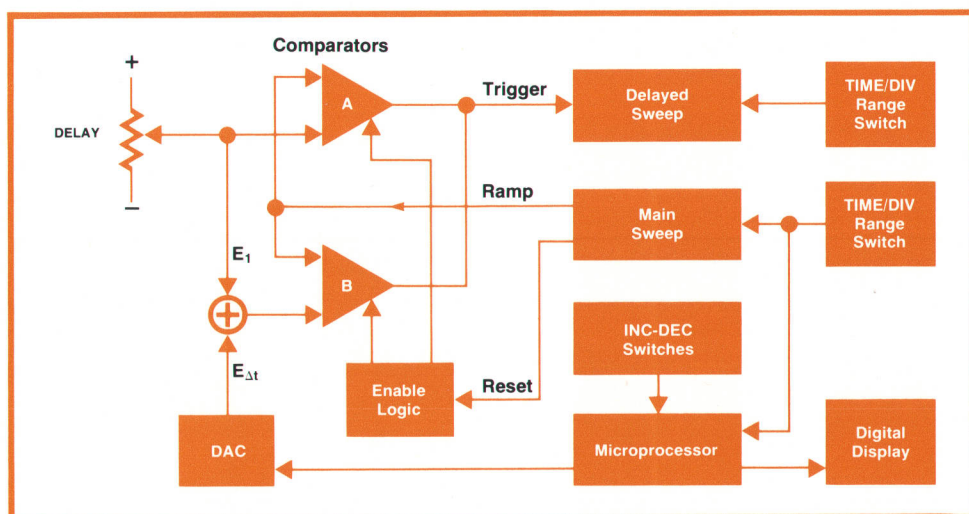 Comparators
+
A
Trigger
Delayed
Sweep
TIME/DIV
Range
Switch
DELAY
–
Ramp
Main
Sweep
TIME/DIV
Range
Switch
E1
B
+
INC-DEC
Switches
EΔt
Enable
Logic
Reset
DAC
Microprocessor
Digital
Display